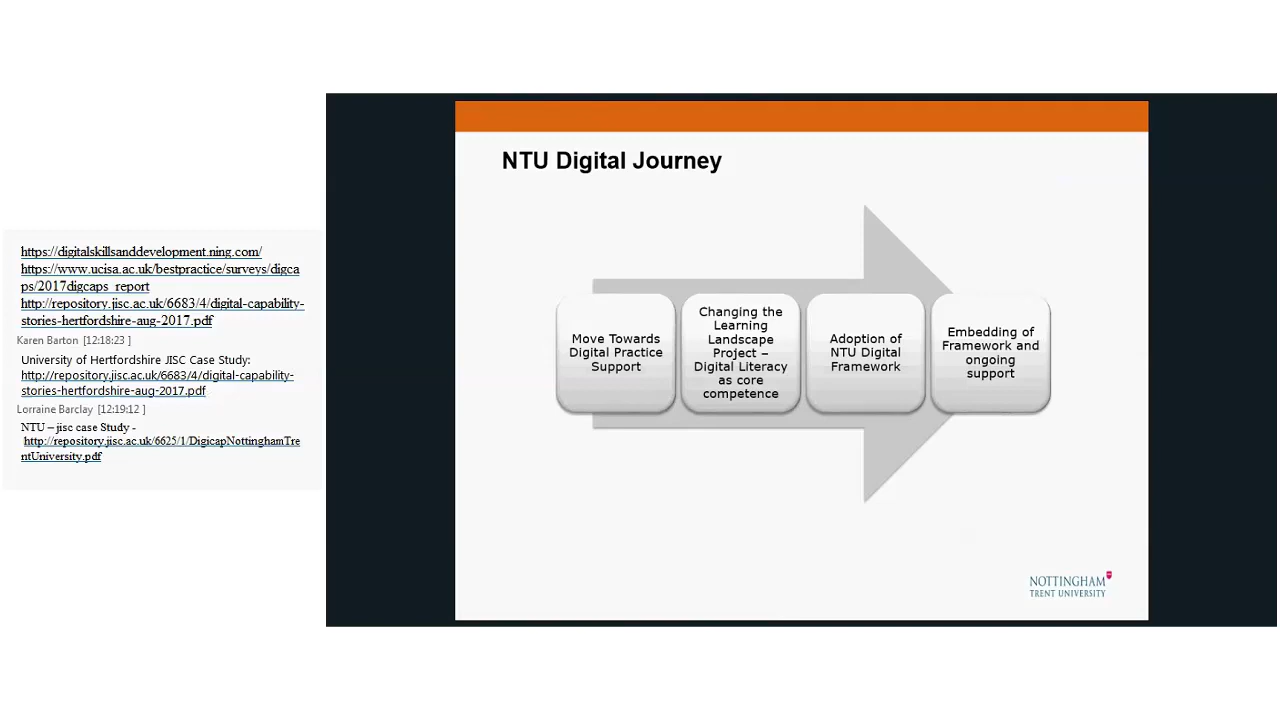 https://digitalskillsanddevelopment.ning.com/
https://www.ucisa.ac.uk/bestpractice/surveys/digca
ps/2017digcaps_report
http://repository.jisc.ac.uk/6683/4/digital-capability-
stories-hertfordshire-aug-2017.pdf
Karen Barton [12:18:23 ]
University of Hertfordshire JISC Case Study:
http://repository.jisc.ac.uk/6683/4/digital-capability-
stories-hertfordshire-aug-2017.pdf
Lorraine Barclay [12:19:12 ]
NTU – jisc case Study -
http://repository.jisc.ac.uk/6625/1/DigicapNottinghamTre
ntUniversity.pdf
NTU Digital Journey
Move Towards
Digital Practice
Support
Changing the
Learning
Landscape
Project –
Digital Literacy
as core
competence
Adoption of
NTU Digital
Framework
Embedding of
Framework and
ongoing
support
NOTTINGHAM
TRENT UNIVERSITY